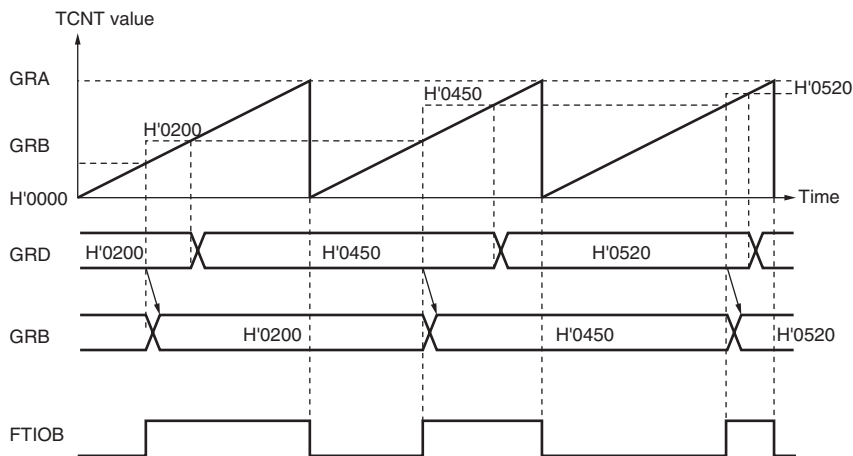 TCNT value
GRA
H'0520
H'0450
H'0200
GRB
H'0000
Time
GRD
H'0200
H'0450
H'0520
GRB
H'0200
H'0450
H'0520
FTIOB